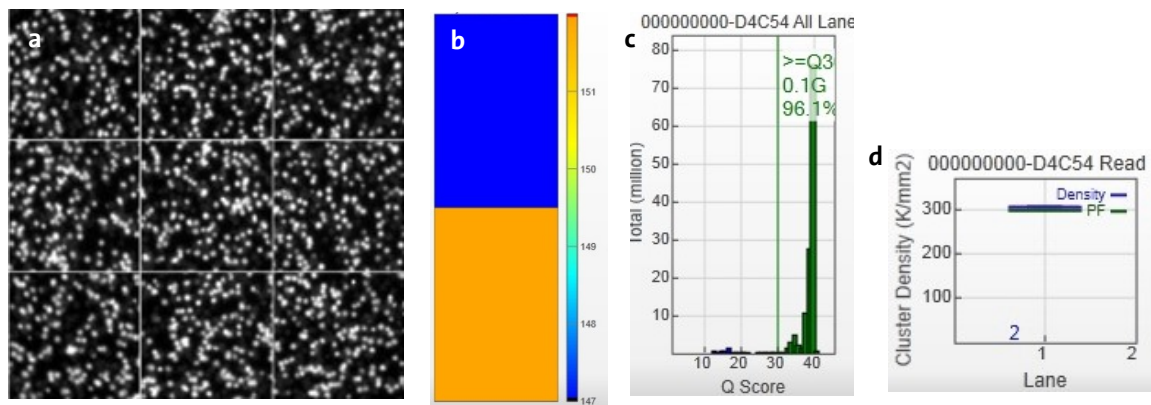 a
b
151
150
149
148
147
c
000000000-D4C54 All Lane
>=Q3
0.1G
96.1%
Total (million)
80
70
60
50
40
30
20
10
10 20 30 40
Q Score
d
000000000-D4C54 Read
Density
PF
Cluster Density (K/mm2)
300
200
100
2
1 2
Lane